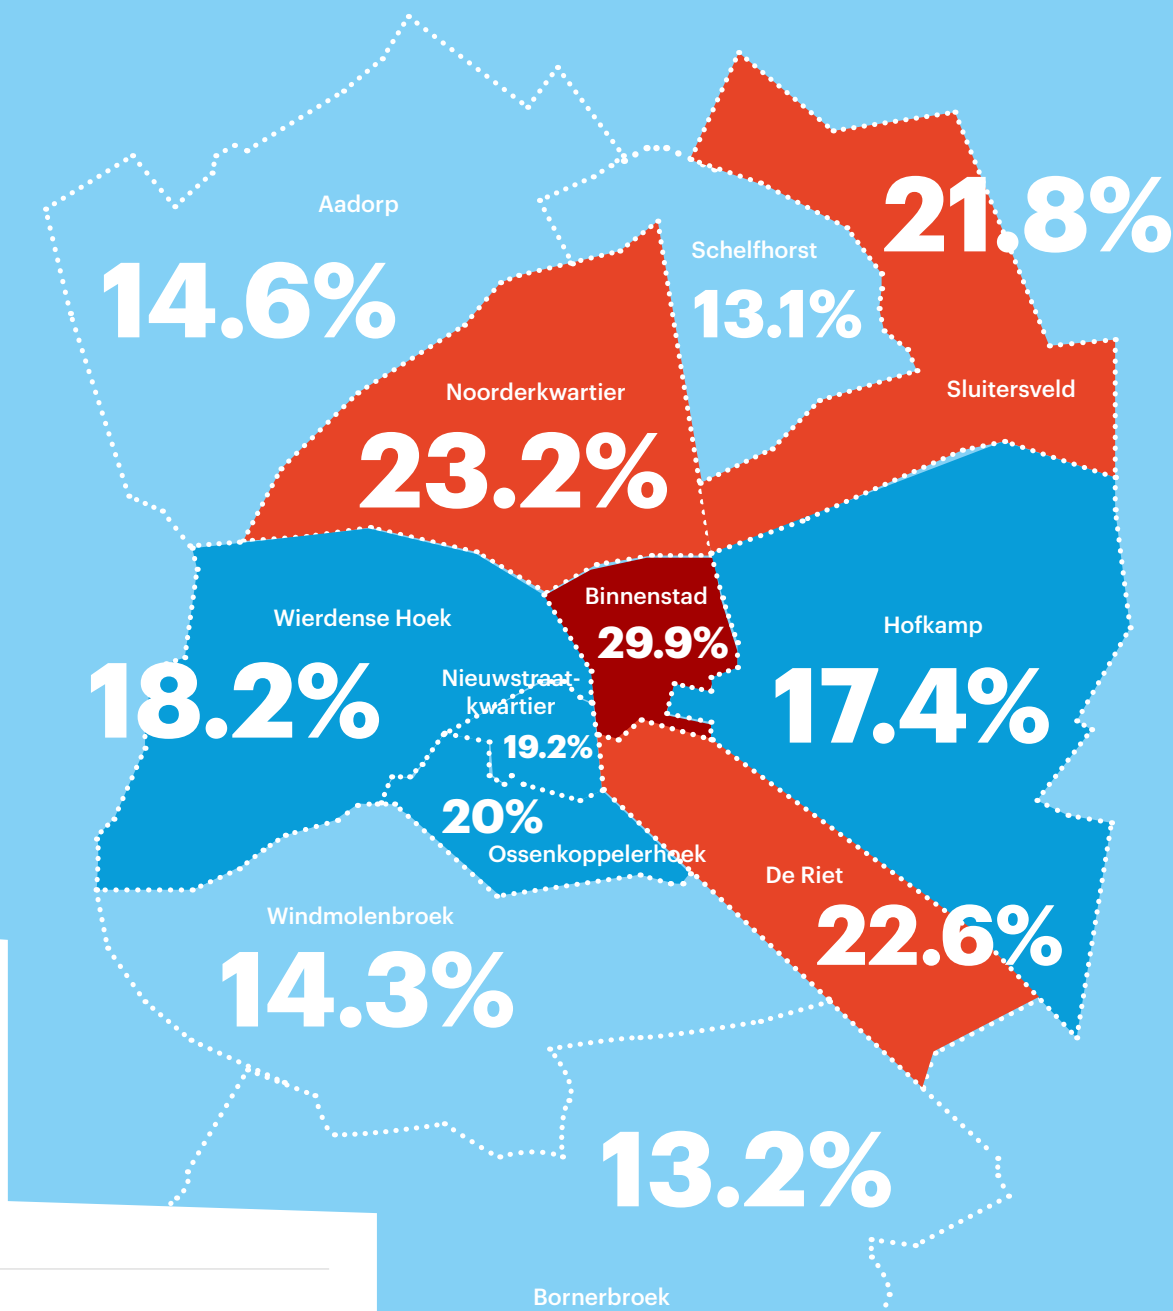 Aadorp
14.6%
21.8%
Schelfhorst
13.1%
Noorderkwartier
23.2%
Sluitersveld
Binnenstad
29.9%
Wierdense Hoek
18.2%
Hofkamp
17.4%
Nieuwstraat-
kwartier
19.2%
20%
Ossenkoppelerhoek
De Riet
22.6%
Windmolenbroek
14.3%
13.2%
Bornerbroek